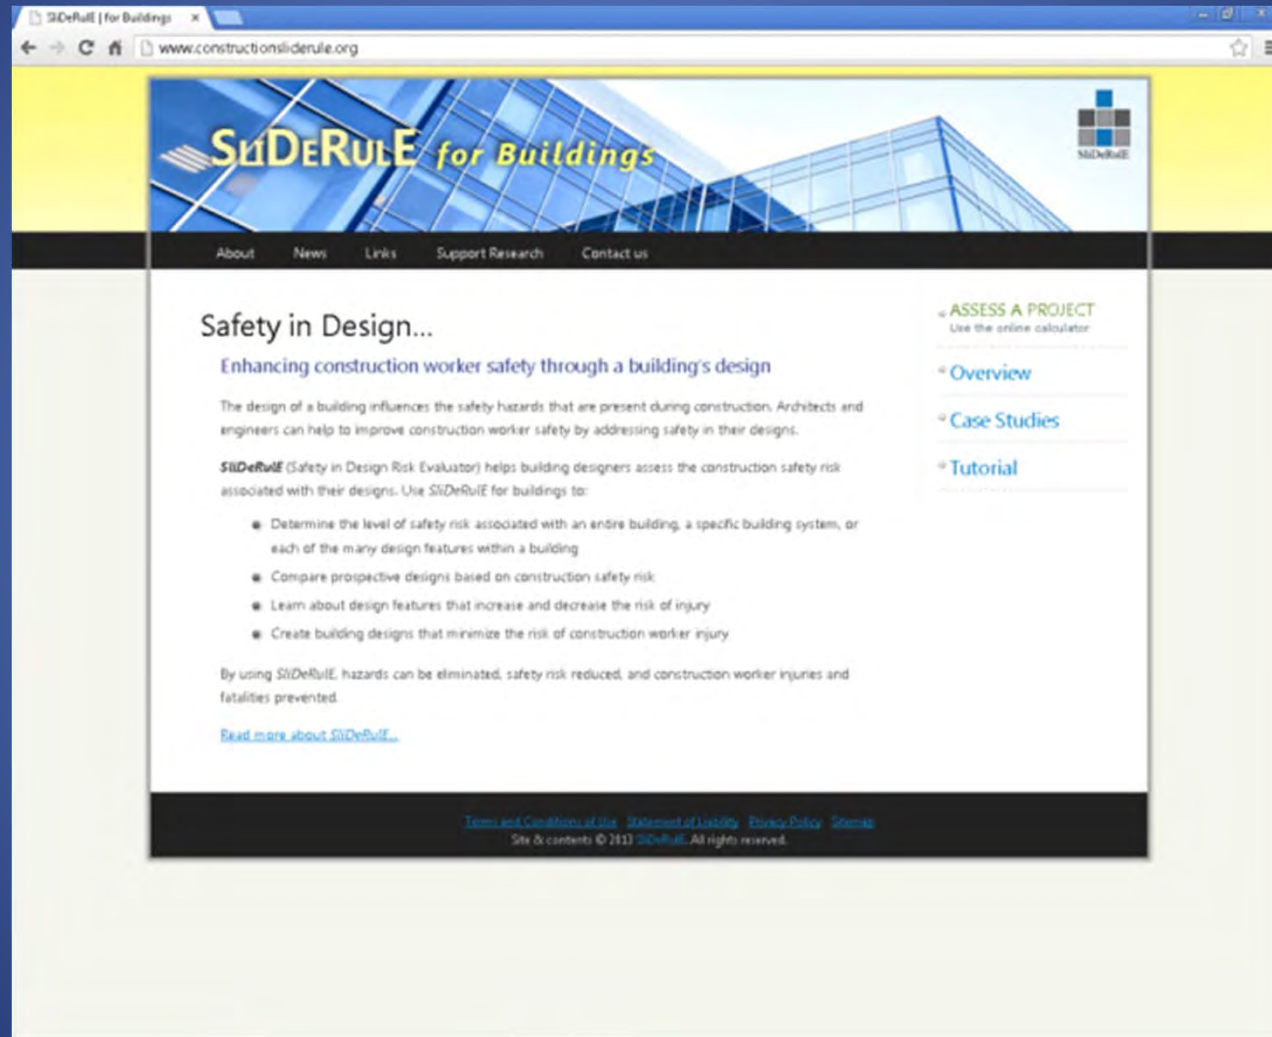 SliDeRulE | for Buildings
www.constructionsliderule.org
SLIDERULE for Buildings
SliDeRulE
About News Links Support Research Contact us
Safety in Design...
Enhancing construction worker safety through a building's design
The design of a building influences the safety hazards that are present during construction. Architects and
engineers can help to improve construction worker safety by addressing safety in their designs.
SliDeRulE (Safety in Design Risk Evaluator) helps building designers assess the construction safety risk
associated with their designs. Use SliDeRulE for buildings to:
Determine the level of safety risk associated with an entire building, a specific building system, or
each of the many design features within a building
Compare prospective designs based on construction safety risk
Learn about design features that increase and decrease the risk of injury
Create building designs that minimize the risk of construction worker injury
By using SliDeRulE, hazards can be eliminated, safety risk reduced, and construction worker injuries and
fatalities prevented.
Read more about SliDeRulE...
ASSESS A PROJECT
Use the online calculator
Overview
Case Studies
Tutorial
Terms and Conditions of Use Statement of Liability Privacy Policy Sitemap
Site & contents © 2013 SliDeRulE. All rights reserved.